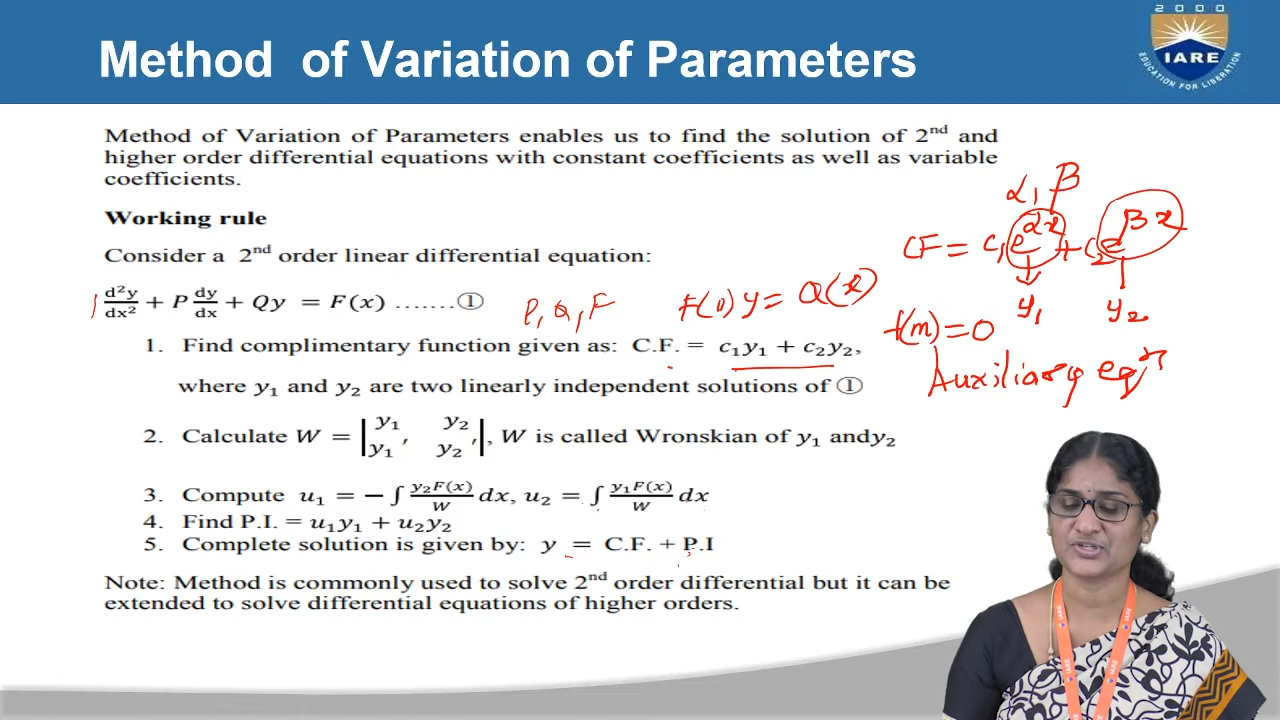 2000
IARE
EDUCATION FOR LIBERATION
Method of Variation of Parameters
Method of Variation of Parameters enables us to find the solution of 2nd and
higher order differential equations with constant coefficients as well as variable
coefficients.
Working rule
Consider a 2nd order linear differential equation:
1 d²y/dx² + P dy/dx + Qy = F(x) .......①
P, Q, F
F(D) y = Q(x)
α, β
CF = c₁e^αx + c₂e^βx
y₁ y₂
f(m) = 0
Auxiliary eqn
1. Find complimentary function given as: C.F. = c₁y₁ + c₂y₂,
where y₁ and y₂ are two linearly independent solutions of ①
2. Calculate W = |y₁ y₂ y₁′ y₂′|, W is called Wronskian of y₁ andy₂
3. Compute u₁ = − ∫ y₂F(x)/W dx, u₂ = ∫ y₁F(x)/W dx
4. Find P.I. = u₁y₁ + u₂y₂
5. Complete solution is given by: y = C.F. + P.I
Note: Method is commonly used to solve 2nd order differential but it can be
extended to solve differential equations of higher orders.